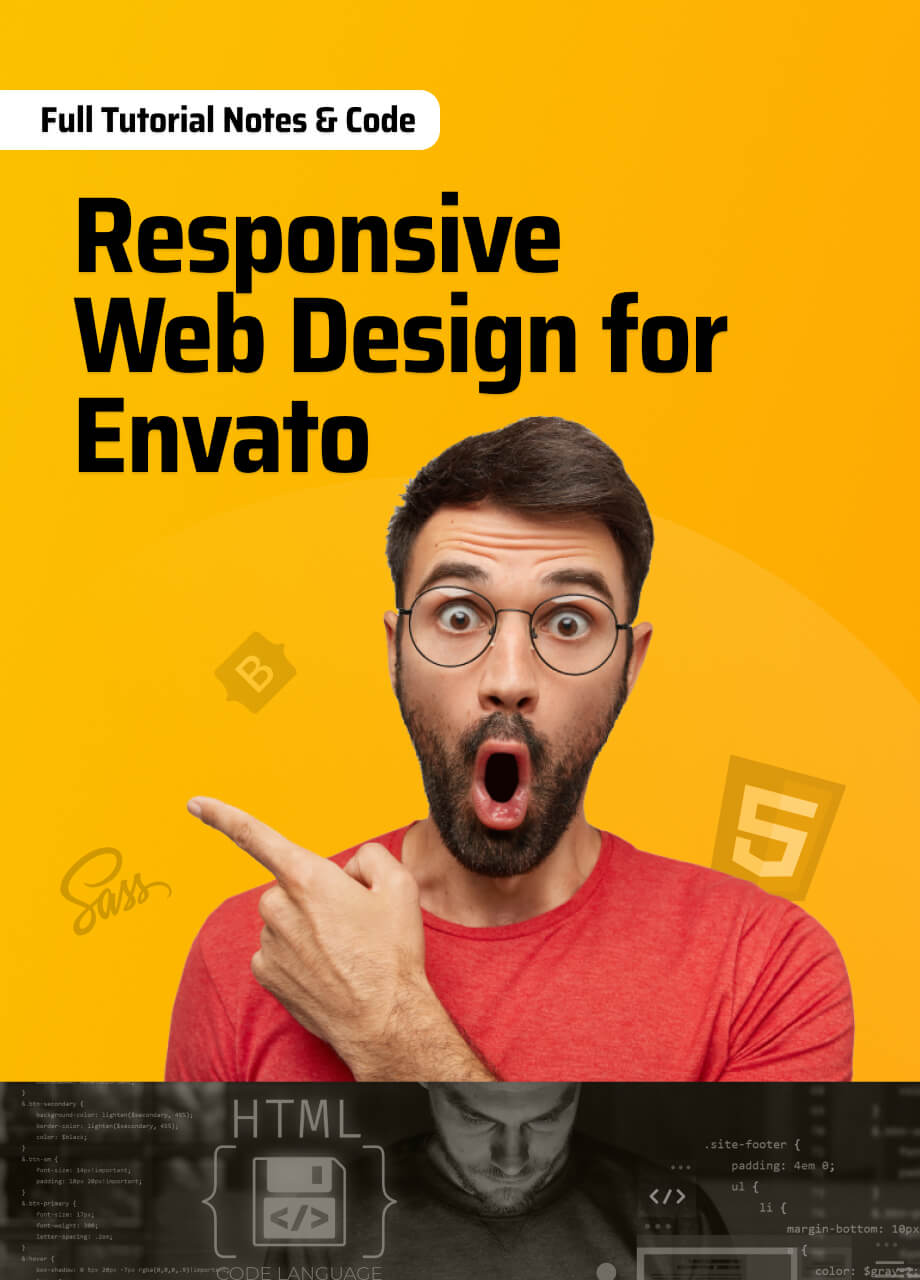 Full Tutorial Notes & Code
Responsive
Web Design for
Envato
B
Sass
5
}
&.btn-secondary {
background-color: lighten($secondary, 45%);
border-color: lighten($secondary, 45%);
color: $black;
}
&.btn-sm {
font-size: 14px!important;
padding: 10px 20px!important;
}
&.btn-primary {
font-size: 17px;
font-weight: 300;
letter-spacing: .2em;
}
&:hover {
HTML
{ </> }
CODE LANGUAGE
</>
.site-footer {
padding: 4em 0;
ul {
li {
margin-bottom: 10px
{
color: $gray